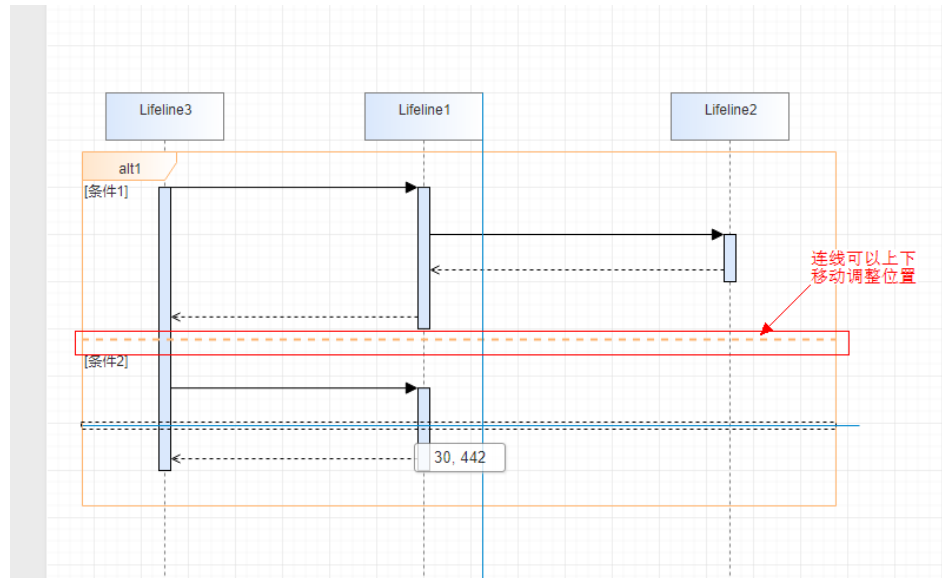 Lifeline3
Lifeline1
Lifeline2
alt1
[条件1]
连线可以上下
移动调整位置
[条件2]
30, 442